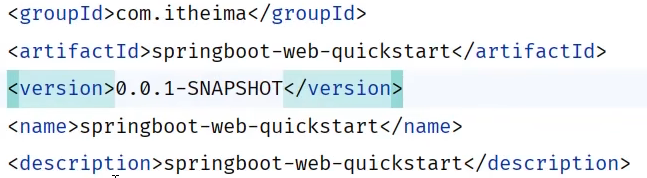 <groupId>com.itheima</groupId>
<artifactId>springboot-web-quickstart</artifactId>
<version>0.0.1-SNAPSHOT</version>
<name>springboot-web-quickstart</name>
<description>springboot-web-quickstart</description>